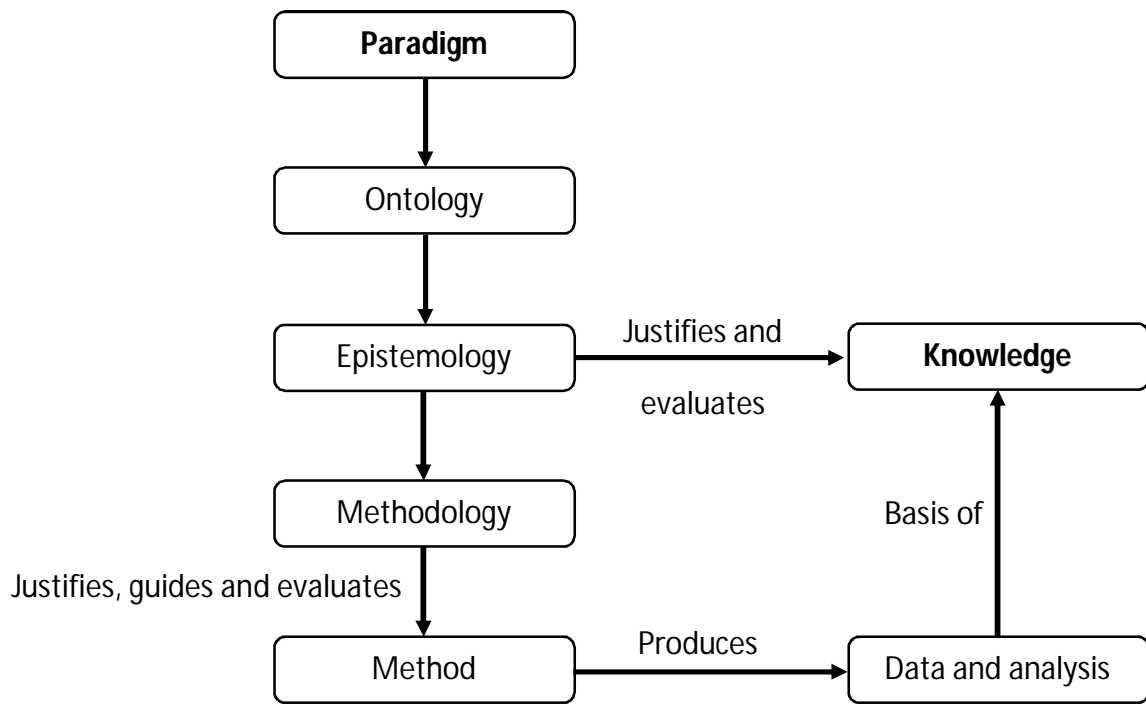 Paradigm
Ontology
Epistemology
Justifies and
evaluates
Knowledge
Methodology
Basis of
Justifies, guides and evaluates
Method
Produces
Data and analysis